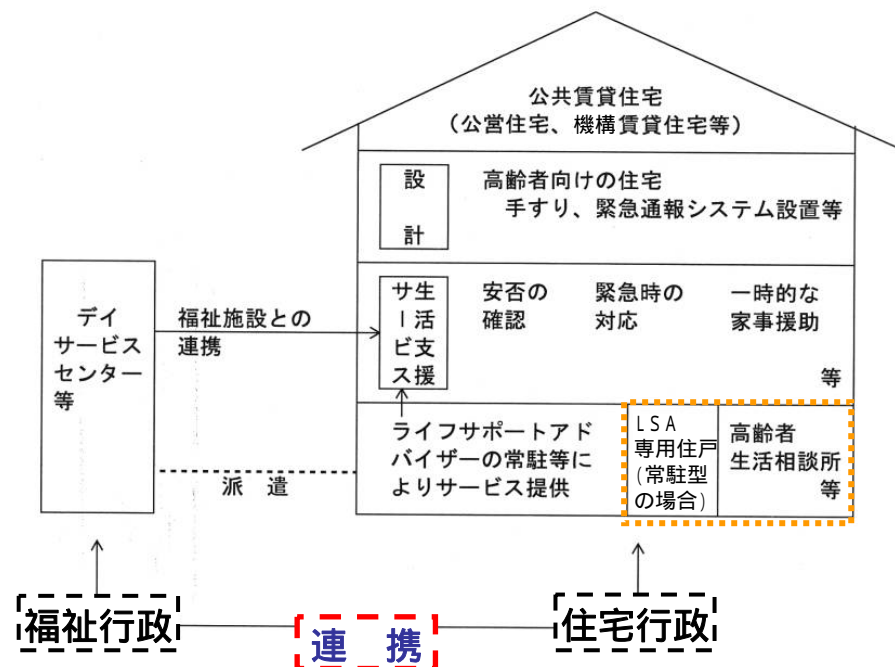 公共賃貸住宅
（公営住宅、機構賃貸住宅等）
設
計
高齢者向けの住宅
手すり、緊急通報システム設置等
デイ
サービス
センター
等
福祉施設との
連携
生活支援
サービス
安否の
確認
緊急時の
対応
一時的な
家事援助
等
ライフサポートアド
バイザーの常駐等に
よりサービス提供
LSA
専用住戸
(常駐型
の場合)
高齢者
生活相談所
等
派 遣
福祉行政
連 携
住宅行政